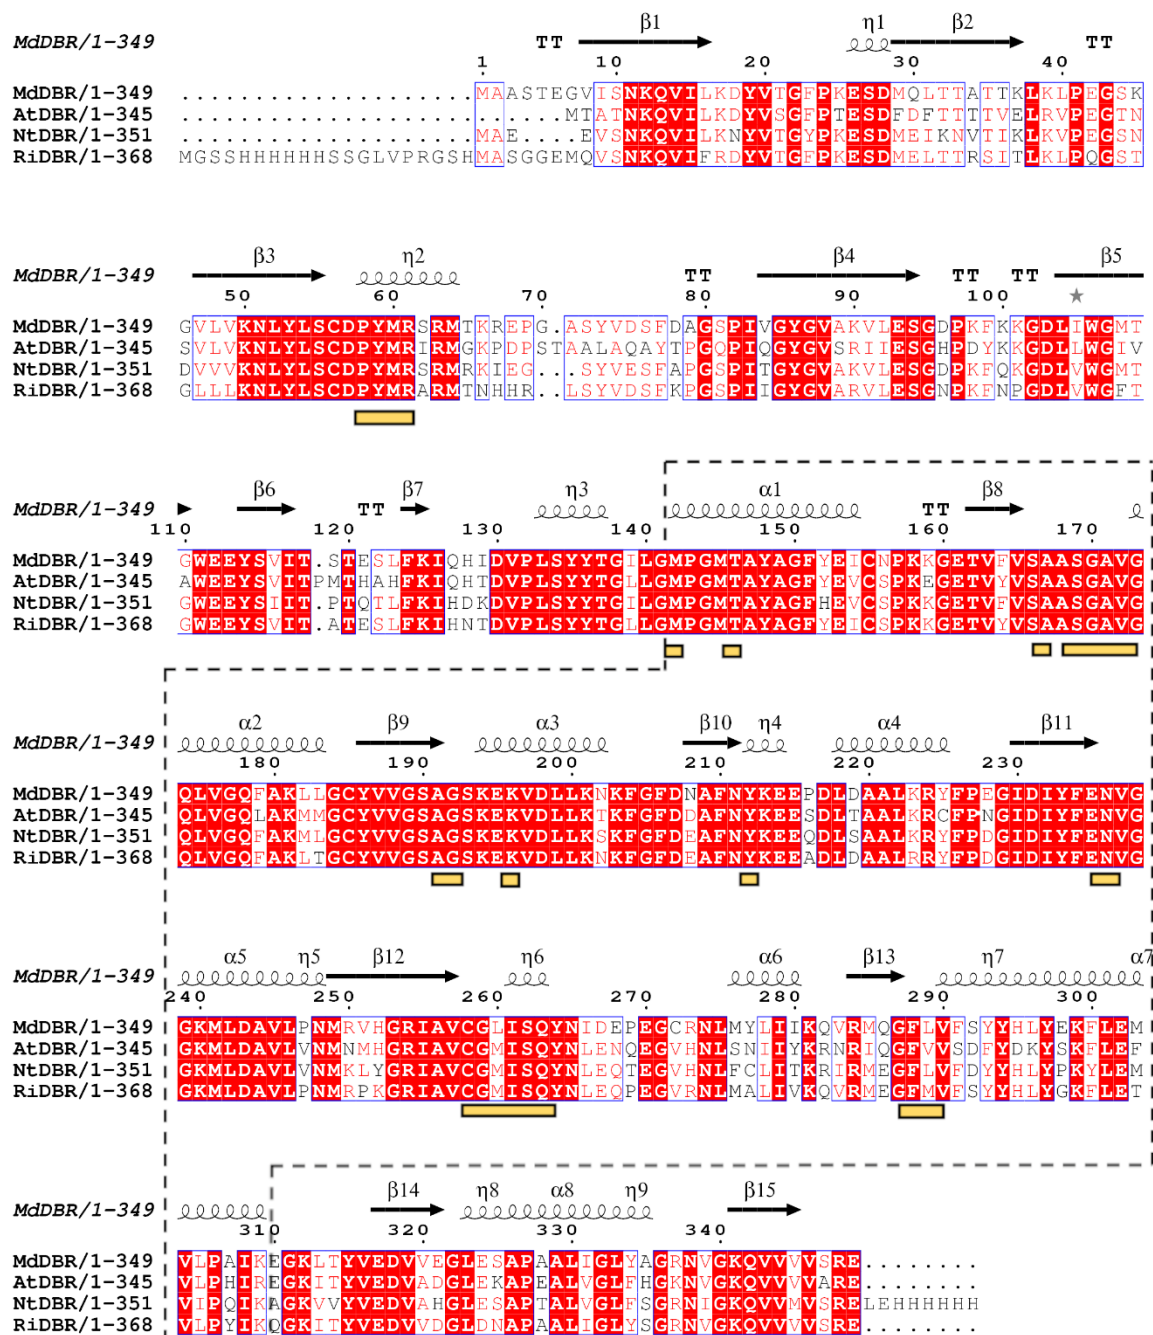 β1 η1 β2
MdDBR/1-349 TT TT
1 10 20 30 40
MdDBR/1-349 ....................MAASTEGVISNKQVILKDYVTGFPKESDMQLTTATTKLKLPEGSK
AtDBR/1-345 ..........................MTATNKQVILKDYVSGFPTESDFDFTTTTVELRVPEGTN
NtDBR/1-351 ....................MAE...EVSNKQVILKNYVTGYPKESDMEIKNVTIKLKVPEGSN
RiDBR/1-368 MGSSHHHHHHSSGLVPRGSHMASGGEMQVSNKQVIFRDYVTGFPKESDMELTTRSITLKLPQGST
β3 η2 β4 β5
MdDBR/1-349 TT TT TT
50 60 70 80 90 100 ★
MdDBR/1-349 GVLVKNLYLSCDPYMRSRMTKREPG.ASYVDSFDAGSPIVGYGVAKVLESGDPKFKKGDLIWGMT
AtDBR/1-345 SVLVKNLYLSCDPYMRIRMGKPDPSTAALAQAYTPGQPIQGYGVSRIIESGHPDYKKGDLLWGIV
NtDBR/1-351 DVVVKNLYLSCDPYMRSRMRKIEG...SYVESFAPGSPITGYGVAKVLESGDPKFQKGDLVWGMT
RiDBR/1-368 GLLLKNLYLSCDPYMRARMTNHHR..LSYVDSFKPGSPIIGYGVARVLESGNPKFNPGDLVWGFT
β6 β7 η3 α1 β8
MdDBR/1-349 TT TT
110 120 130 140 150 160 170
MdDBR/1-349 GWEEYSVIT.STESLFKIQHIDVPLSYYTGILGMPGMTAYAGFYEICNPKKGETVFVSAASGAVG
AtDBR/1-345 AWEEYSVITPMTHAHFKIQHTDVPLSYYTGLLGMPGMTAYAGFYEVCSPKEGETVYVSAASGAVG
NtDBR/1-351 GWEEYSIIT.PTQTLFKIHDKDVPLSYYTGILGMPGMTAYAGFHEVCSPKKGETVFVSAASGAVG
RiDBR/1-368 GWEEYSVIT.ATESLFKIHNTDVPLSYYTGILGMPGMTAYAGFYEICSPKKGETVYVSAASGAVG
α2 β9 α3 β10 η4 α4 β11
MdDBR/1-349
180 190 200 210 220 230
MdDBR/1-349 QLVGQFAKLLGCYVVGSAGSKEKVDLLKNKFGFDNAFNYKEEPDLDAALKRYFPEGIDIYFENVG
AtDBR/1-345 QLVGQLAKMMGCYVVGSAGSKEKVDLLKTKFGFDDAFNYKEESDLTAALKRCFPNGIDIYFENVG
NtDBR/1-351 QLVGQFAKMLGCYVVGSAGSKEKVDLLKSKFGFDEAFNYKEEQDLSAALKRYFPDGIDIYFENVG
RiDBR/1-368 QLVGQFAKLTGCYVVGSAGSKEKVDLLKNKFGFDEAFNYKEEADLDAALRRYFPDGIDIYFENVG
α5 η5 β12 η6 α6 β13 η7 α7
MdDBR/1-349
240 250 260 270 280 290 300
MdDBR/1-349 GKMLDAVLPNMRVHGRIAVCGLISQYNIDEPEGCRNLMYLIIKQVRMQGFLVFSYYHLYEKFLEM
AtDBR/1-345 GKMLDAVLVNMNMHGRIAVCGMISQYNLENQEGVHNLSNIIYKRNRIQGFVVSDFYDKYSKFLEF
NtDBR/1-351 GKMLDAVLVNMKLYGRIAVCGMISQYNLEQTEGVHNLFCLITKRIRMEGFLVFDYYHLYPKYLEM
RiDBR/1-368 GKMLDAVLPNMRPKGRIAVCGMISQYNLEQPEGVRNLMALIVKQVRMEGFMVFSYYHLYGKFLET
β14 η8 α8 η9 β15
MdDBR/1-349
310 320 330 340
MdDBR/1-349 VLPAIKEGKLTYVEDVVEGLESAPAALIGLYAGRNVGKQVVVVSRE........
AtDBR/1-345 VLPHIREGKITYVEDVADGLEKAPEALVGLFHGKNVGKQVVVVARE........
NtDBR/1-351 VIPQIKAGKVVYVEDVAHGLESAPTALVGLFSGRNIGKQVVMVSRELEHHHHHH
RiDBR/1-368 VLPYIKQGKITYVEDVVDGLDNAPAALIGLYSGRNVGKQVVVVSRE........